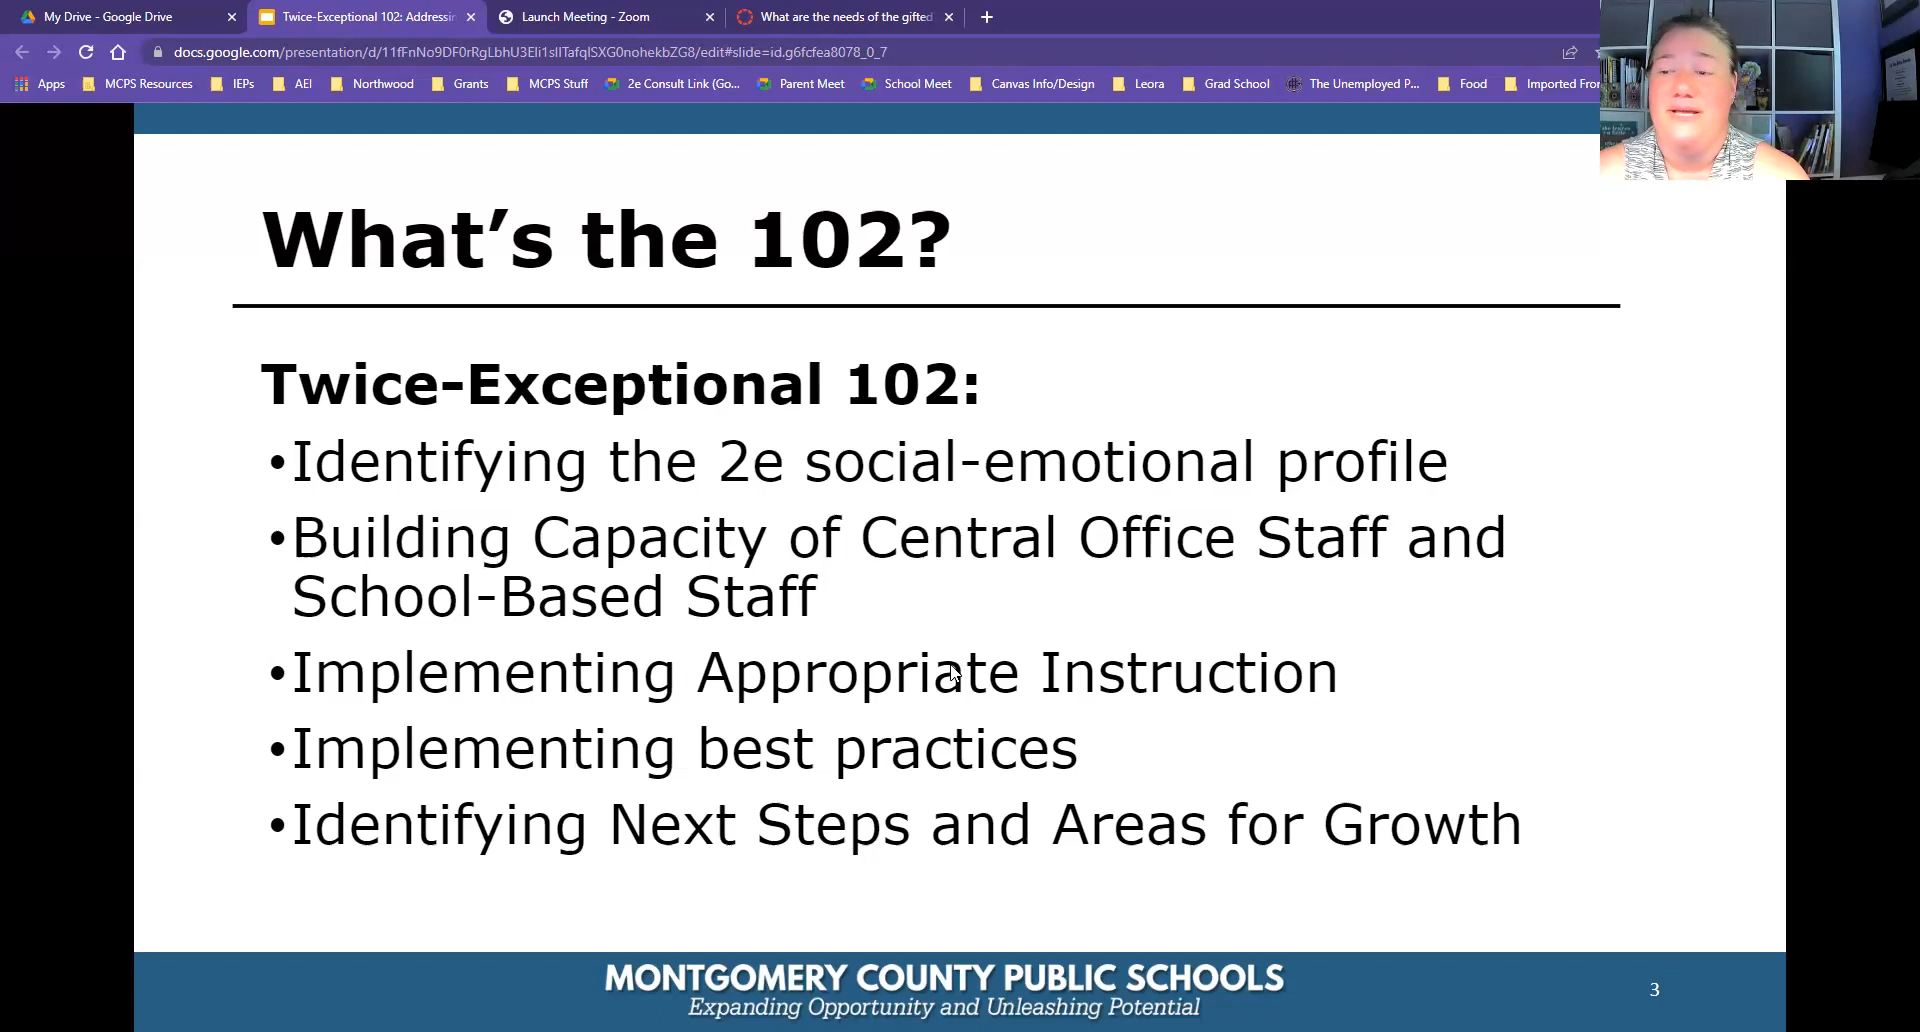 My Drive - Google Drive
Twice-Exceptional 102: Addressin
Launch Meeting - Zoom
What are the needs of the gifted
docs.google.com/presentation/d/11fFnNo9DF0rRgLbhU3Eli1sIITafqlSXG0nohekbZG8/edit#slide=id.g6fcfea8078_0_7
Apps
MCPS Resources
IEPs
AEI
Northwood
Grants
MCPS Stuff
2e Consult Link (Go...
Parent Meet
School Meet
Canvas Info/Design
Leora
Grad School
The Unemployed P...
Food
Imported Fro
What's the 102?
Twice-Exceptional 102:
•Identifying the 2e social-emotional profile
•Building Capacity of Central Office Staff and
School-Based Staff
•Implementing Appropriate Instruction
•Implementing best practices
•Identifying Next Steps and Areas for Growth
MONTGOMERY COUNTY PUBLIC SCHOOLS
Expanding Opportunity and Unleashing Potential
3